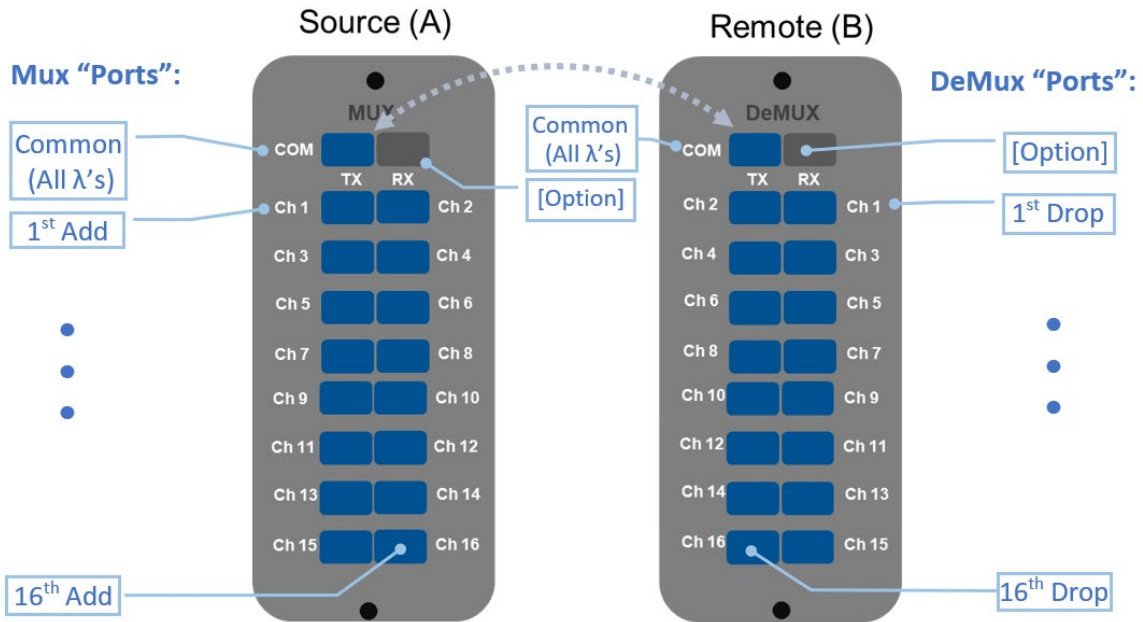 Source (A)
Remote (B)
Mux “Ports”:
DeMux “Ports”:
MUX
DeMUX
Common
(All λ’s)
COM
[Option]
TX RX
Common
(All λ’s)
COM
[Option]
TX RX
1st Add
Ch 1 Ch 2
Ch 3 Ch 4
Ch 5 Ch 6
Ch 7 Ch 8
Ch 9 Ch 10
Ch 11 Ch 12
Ch 13 Ch 14
Ch 15 Ch 16
16th Add
Ch 2 Ch 1
1st Drop
Ch 4 Ch 3
Ch 6 Ch 5
Ch 8 Ch 7
Ch 10 Ch 9
Ch 12 Ch 11
Ch 14 Ch 13
Ch 16 Ch 15
16th Drop